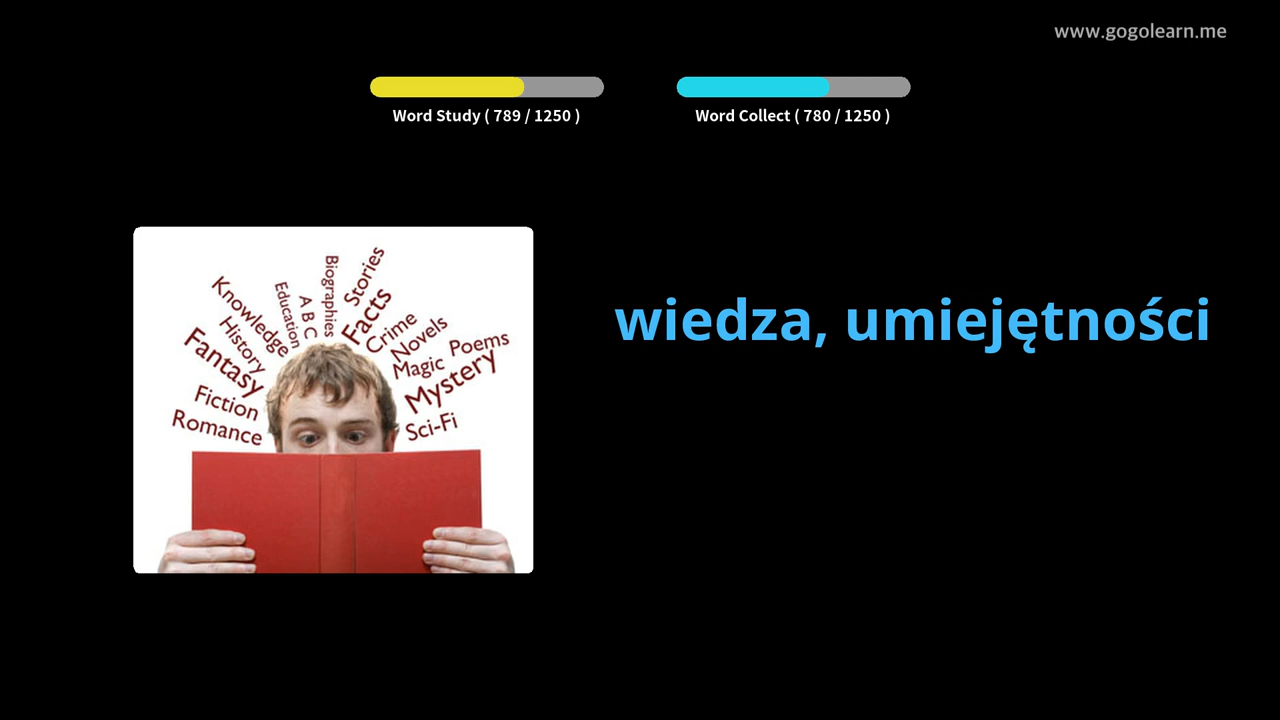 www.gogolearn.me
Word Study ( 789 / 1250 )
Word Collect ( 780 / 1250 )
wiedza, umiejętności
Knowledge
Education
A B C
Biographies
Stories
Facts
History
Crime
Novels
Fantasy
Magic
Poems
Mystery
Fiction
Romance
Sci-Fi